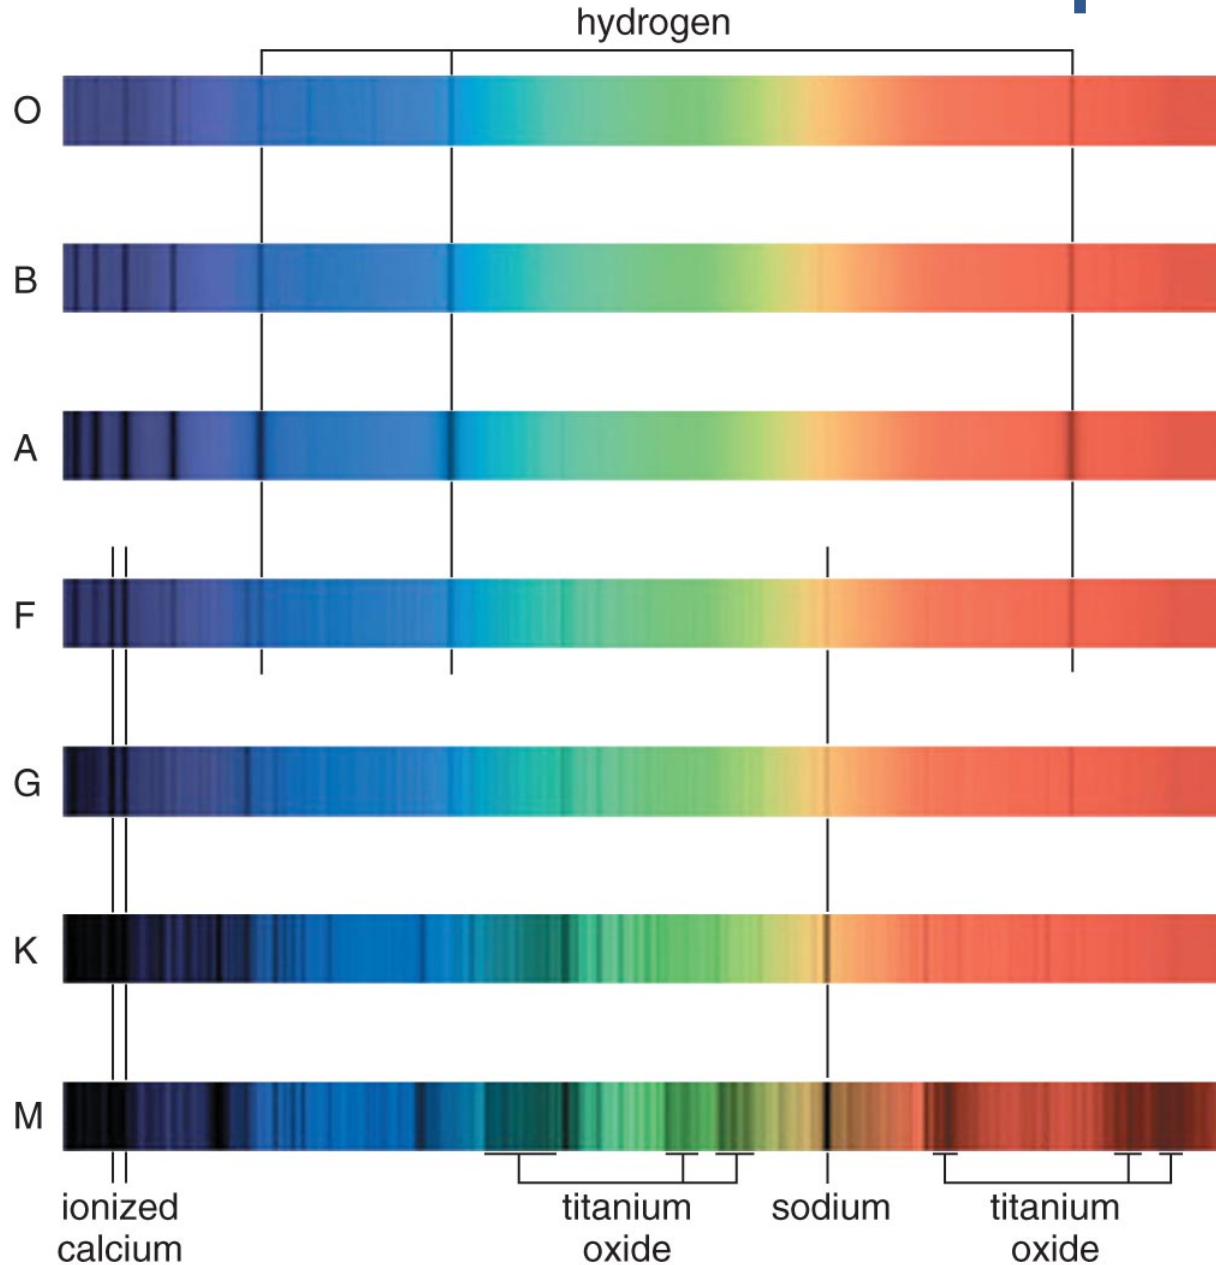 hydrogen
O
B
A
F
G
K
M
ionized
calcium
titanium
oxide
sodium
titanium
oxide